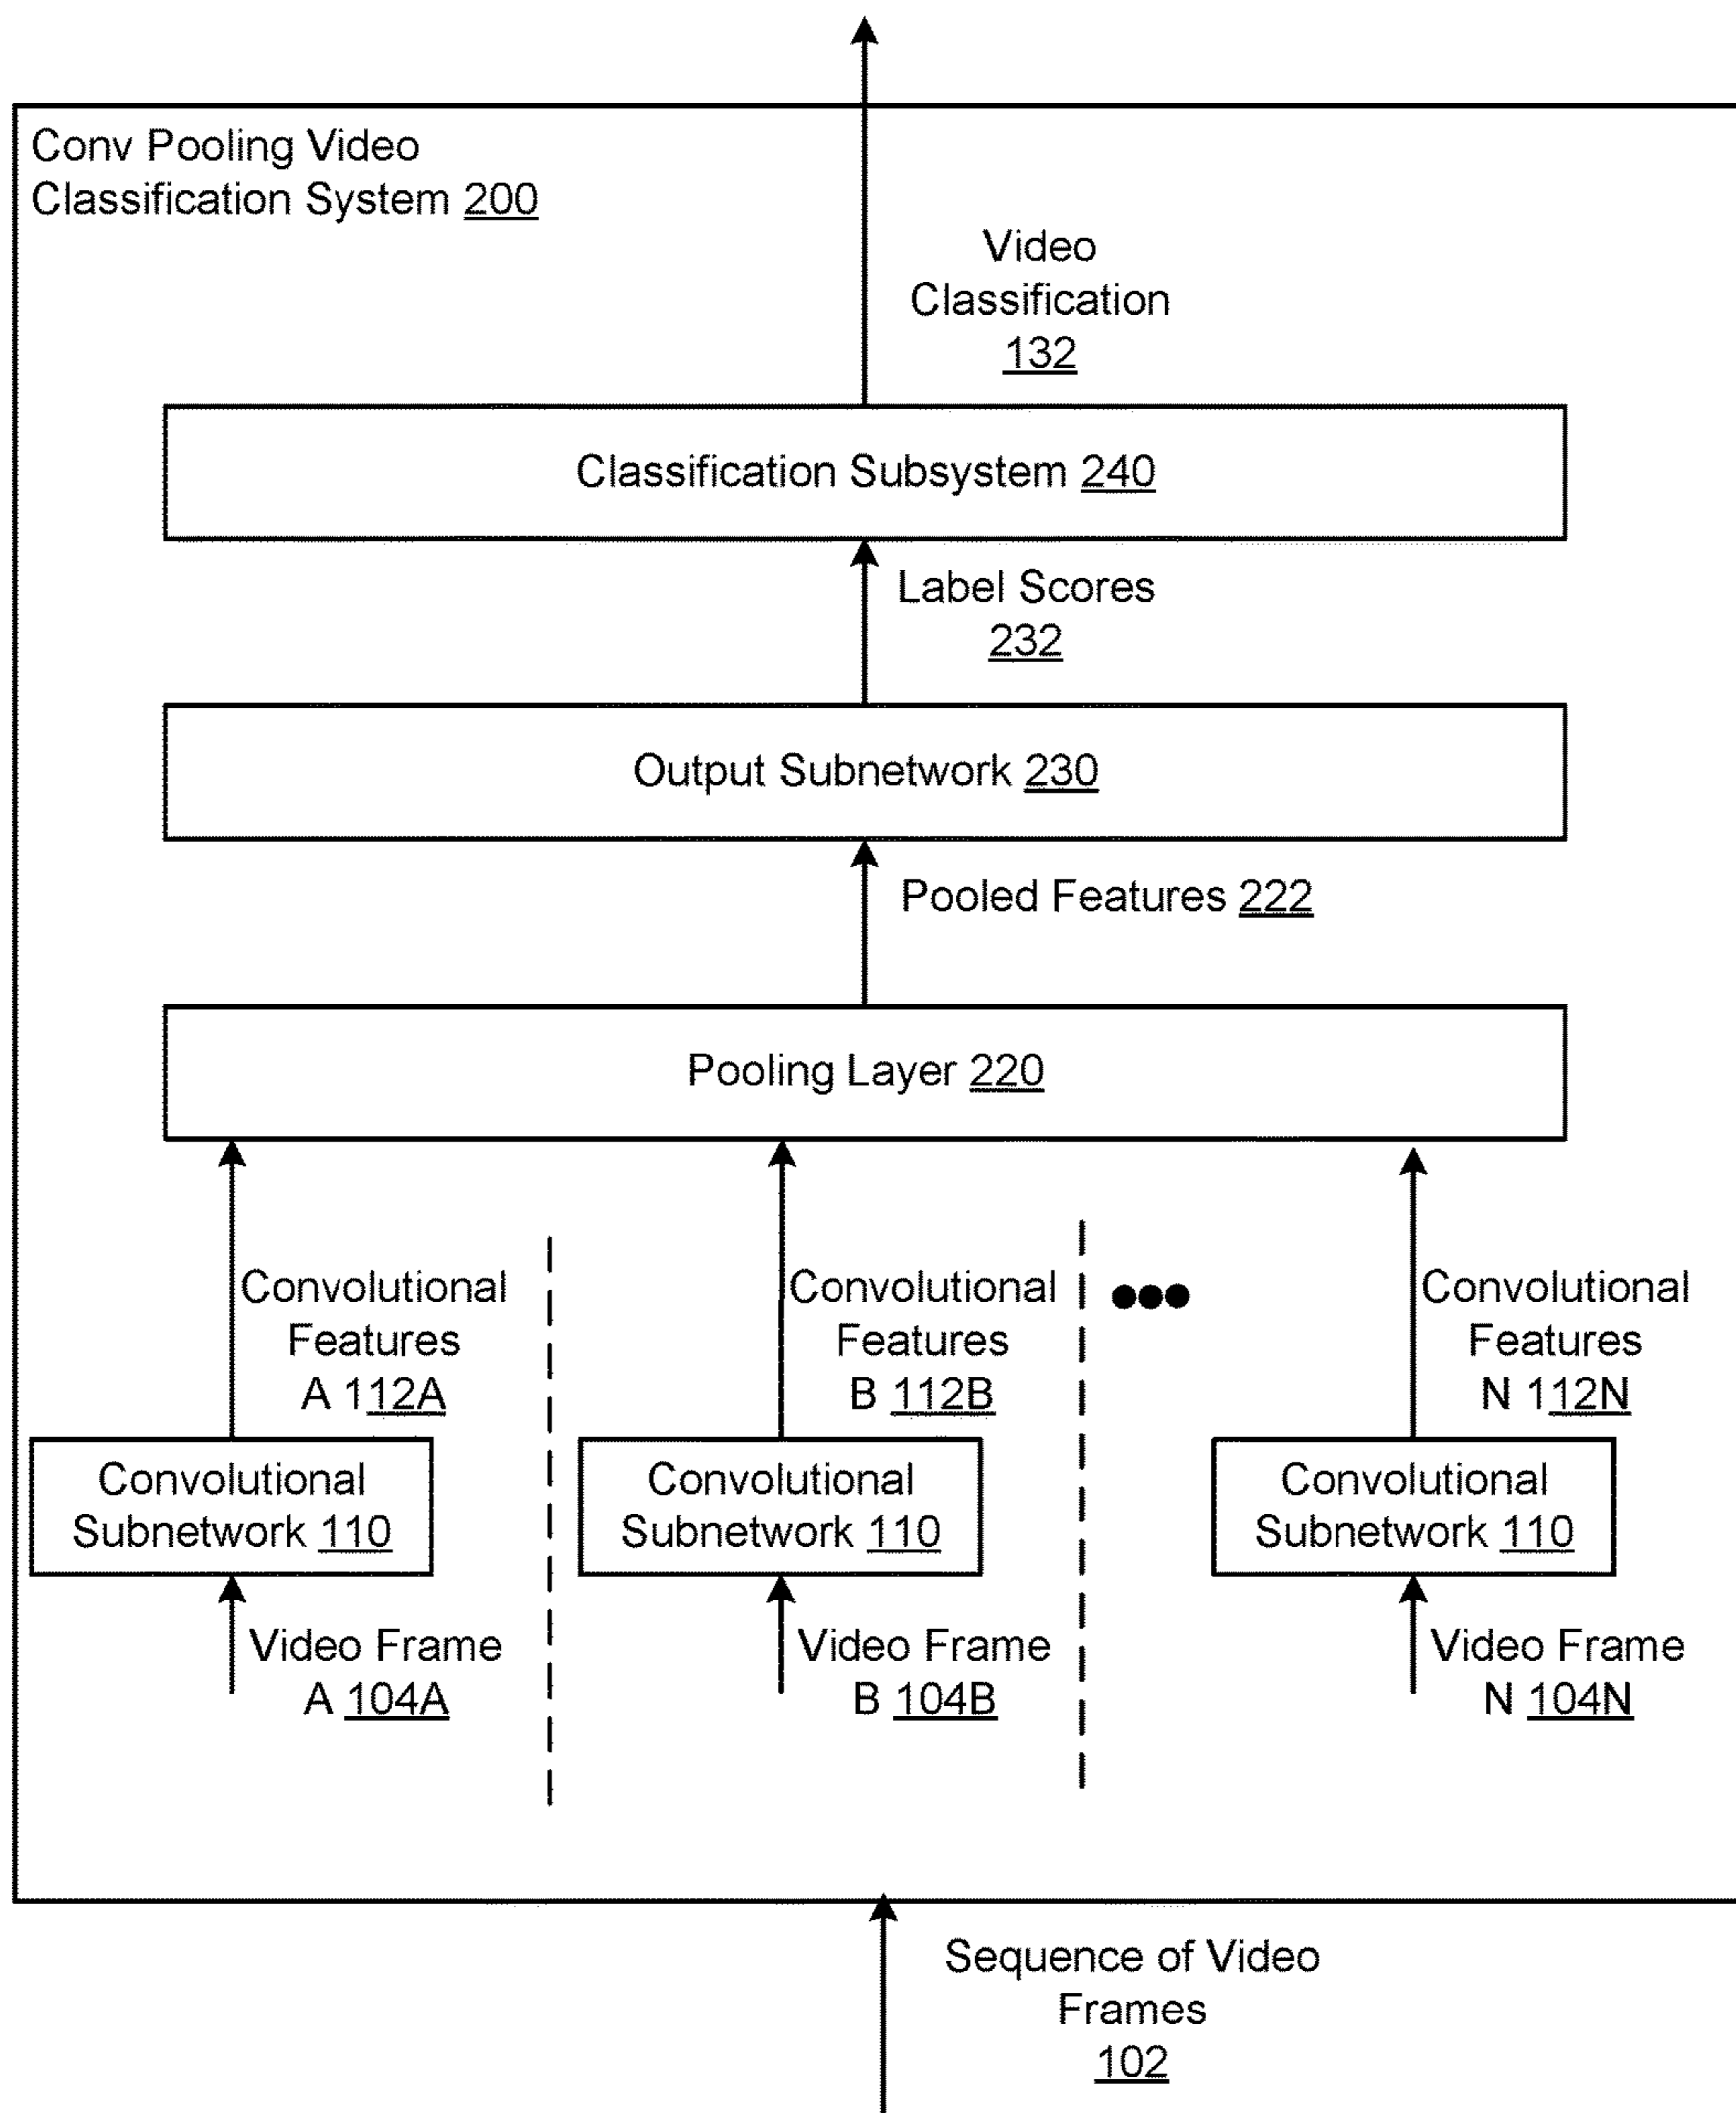 Conv Pooling Video
Classification System 200
Video
Classification
132
Classification Subsystem 240
Label Scores
232
Output Subnetwork 230
Pooled Features 222
Pooling Layer 220
Convolutional
Features
A 112A
Convolutional
Features
B 112B
Convolutional
Features
N 112N
Convolutional
Subnetwork 110
Convolutional
Subnetwork 110
Convolutional
Subnetwork 110
Video Frame
A 104A
Video Frame
B 104B
Video Frame
N 104N
Sequence of Video
Frames
102